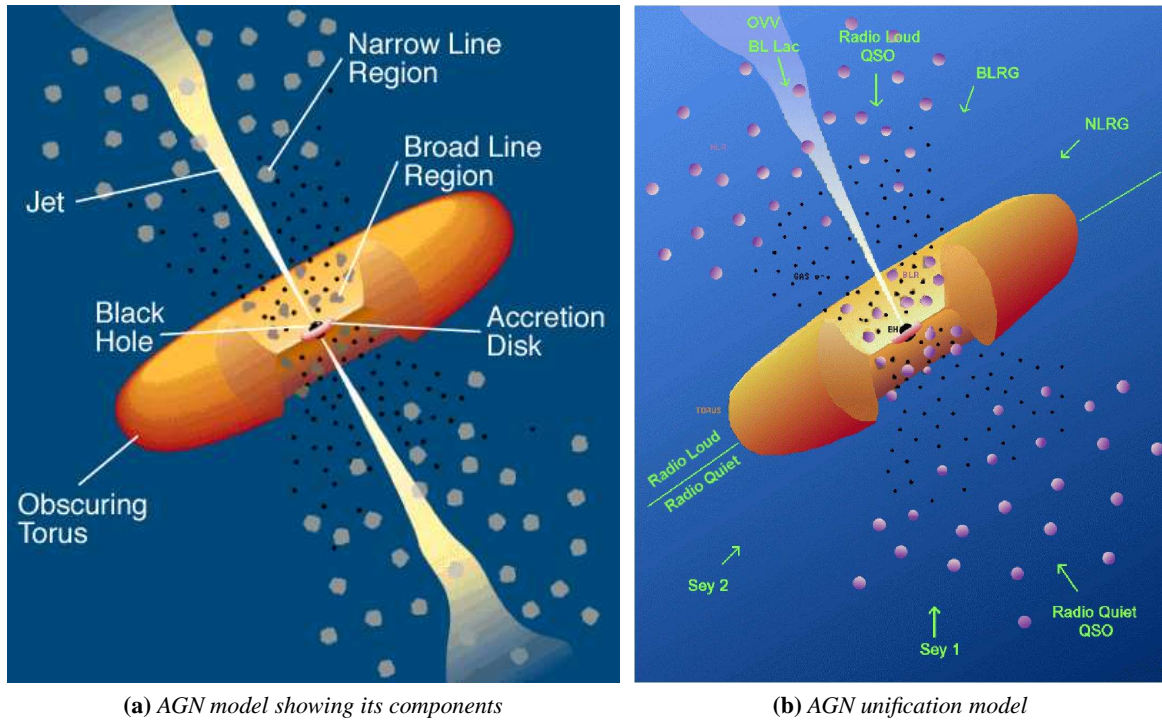 Narrow Line
Region
Broad Line
Region
Jet
Black
Hole
Accretion
Disk
Obscuring
Torus
(a) AGN model showing its components
OVV
BL Lac
Radio Loud
QSO
BLRG
NLRG
NLR
GAS
BLR
BH
TORUS
Radio Loud
Radio Quiet
Sey 2
Sey 1
Radio Quiet
QSO
(b) AGN unification model